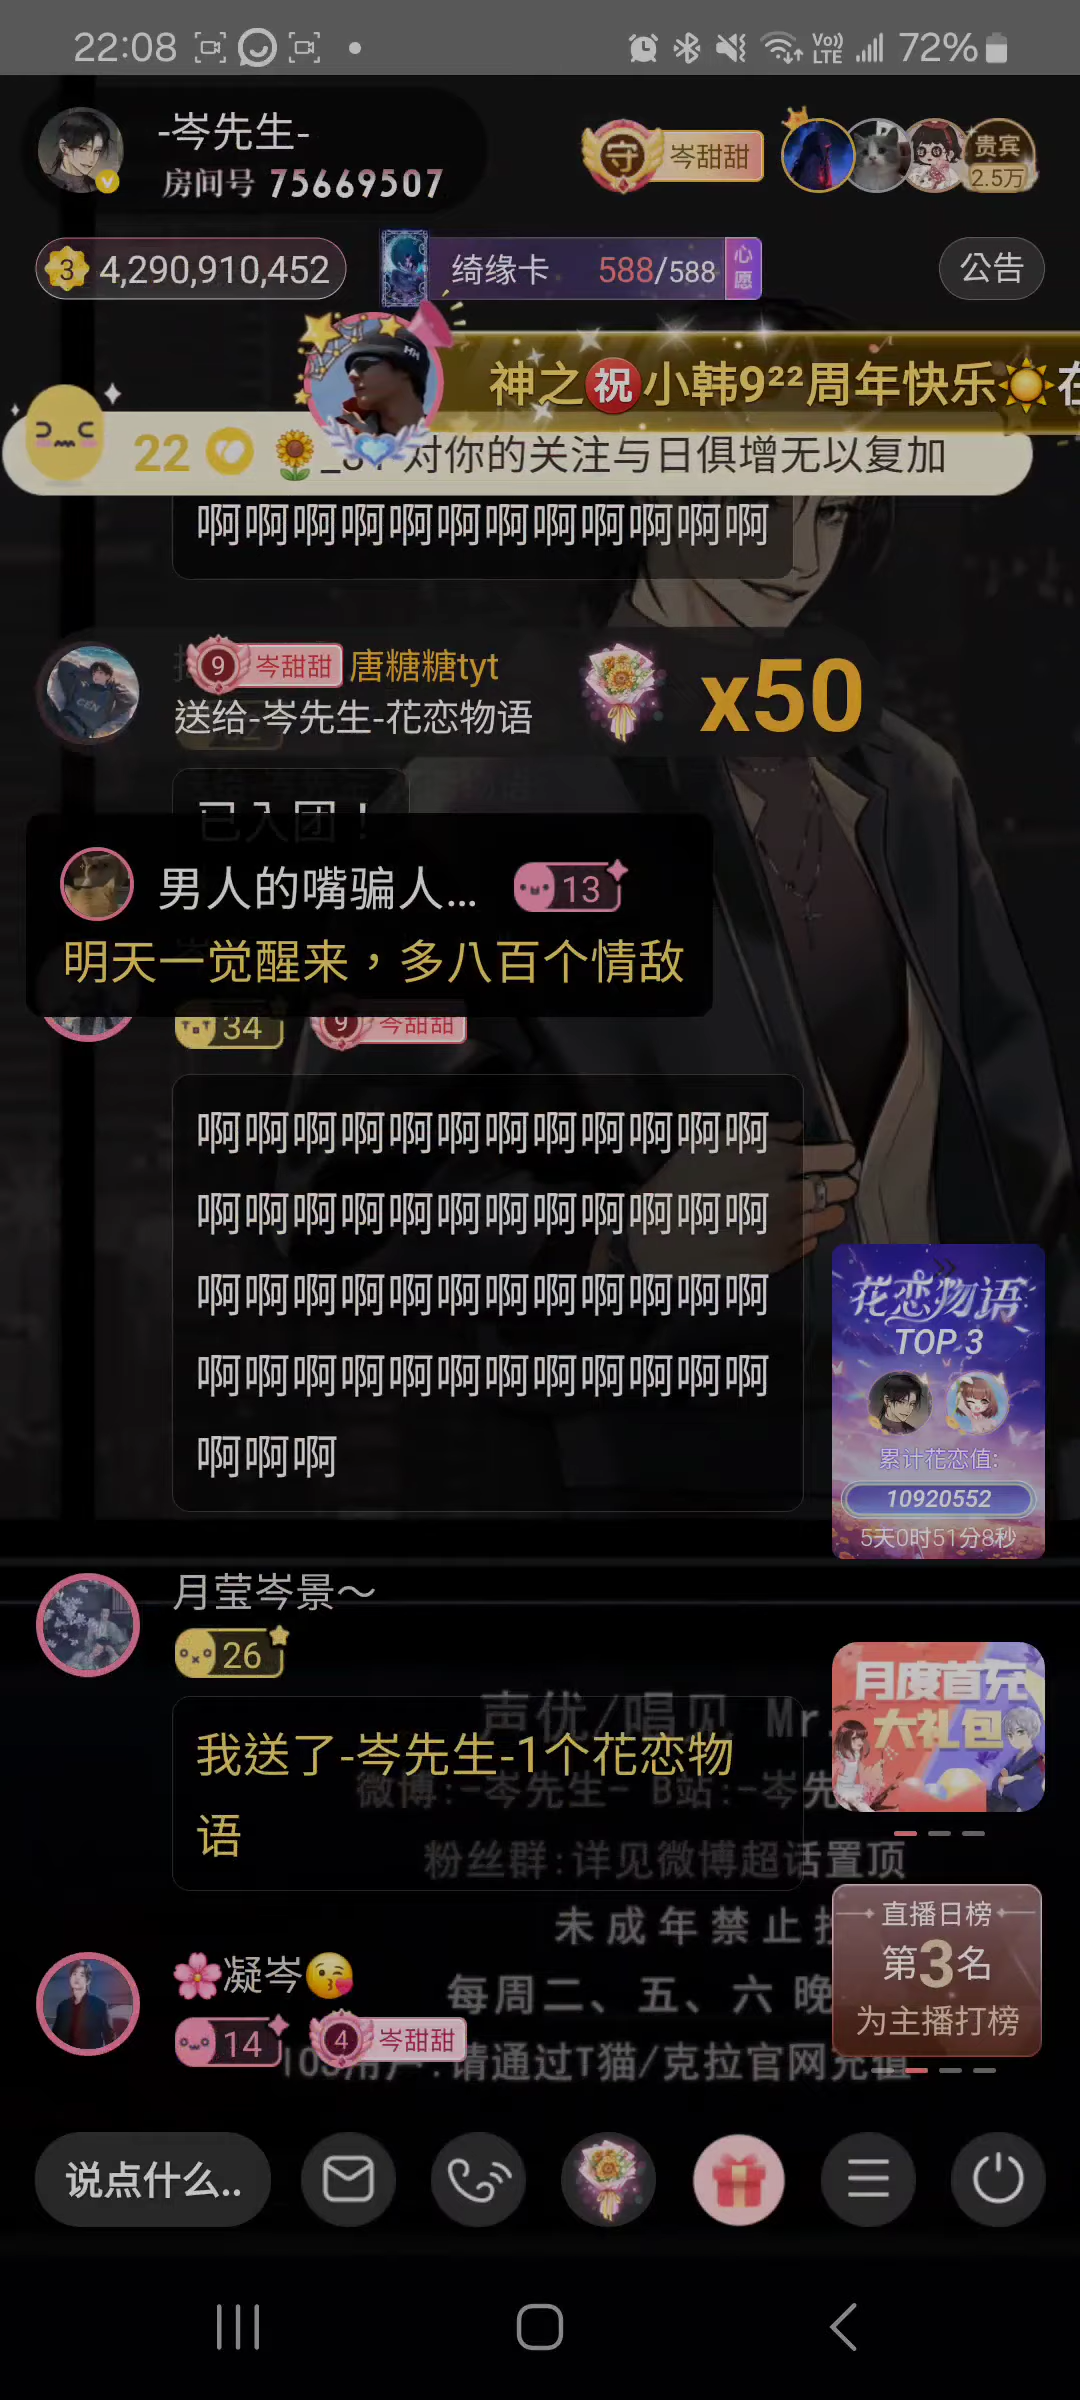 22:08
Vo)) LTE
72%
-岑先生-
房间号 75669507
守 岑甜甜
贵宾
2.5万
3 4,290,910,452
绮缘卡 588/588
心愿
公告
神之㊗小韩9²²周年快乐☀在
22 🌻 对你的关注与日俱增无以复加
啊啊啊啊啊啊啊啊啊啊啊啊
9 岑甜甜 唐糖糖tyt
送给-岑先生-花恋物语
x50
已入团！
男人的嘴骗人... 13
明天一觉醒来，多八百个情敌
34 9 岑甜甜
啊啊啊啊啊啊啊啊啊啊啊啊
啊啊啊啊啊啊啊啊啊啊啊啊
啊啊啊啊啊啊啊啊啊啊啊啊
啊啊啊啊啊啊啊啊啊啊啊啊
啊啊啊
花恋物语
TOP 3
累计花恋值:
10920552
5天0时51分8秒
月莹岑景～
26
声优/唱见 Mr.
我送了-岑先生-1个花恋物
语
微博:-岑先生- B站:-岑先
粉丝群:详见微博超话置顶
月度首充
大礼包
未成年禁止
直播日榜
第3名
为主播打榜
🌸凝岑😘
每周二、五、六 晚
14 4 岑甜甜
请通过T猫/克拉官网充值
说点什么..